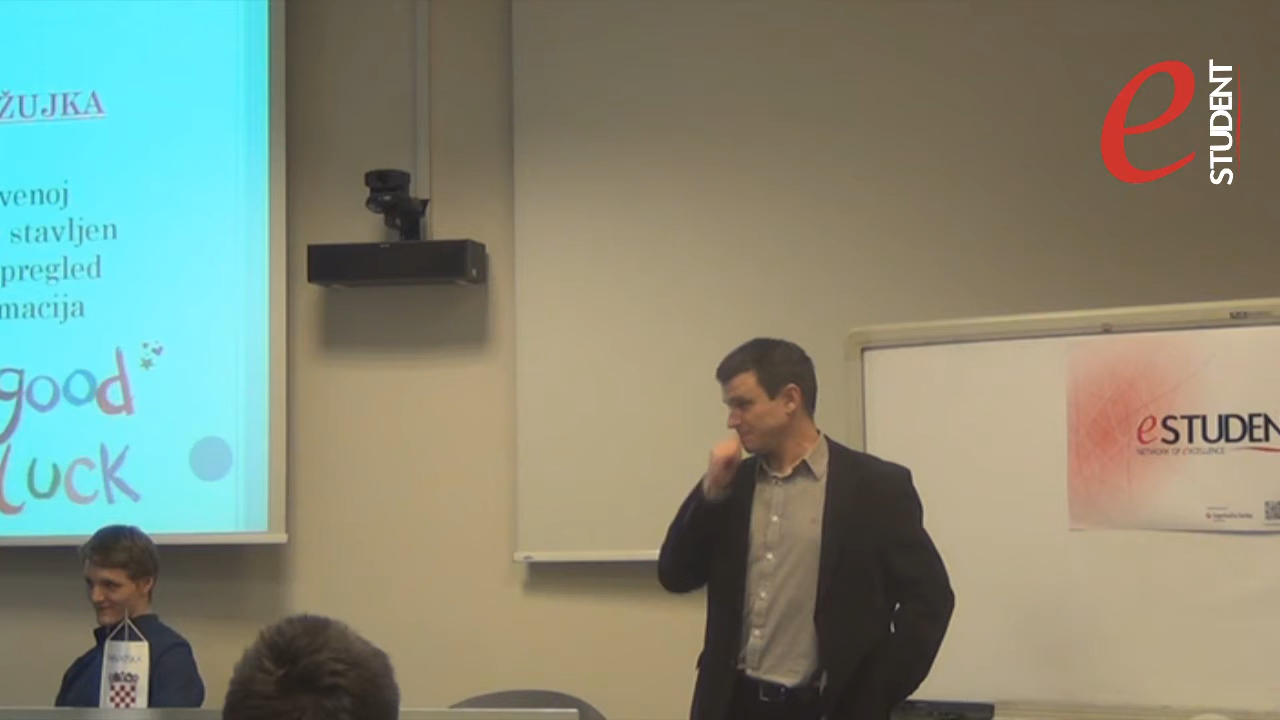 ŽUJKA
venoj
stavljen
pregled
macija
good
luck
e
STUDENT
eSTUDEN
NETWORK OF EXCELLENCE